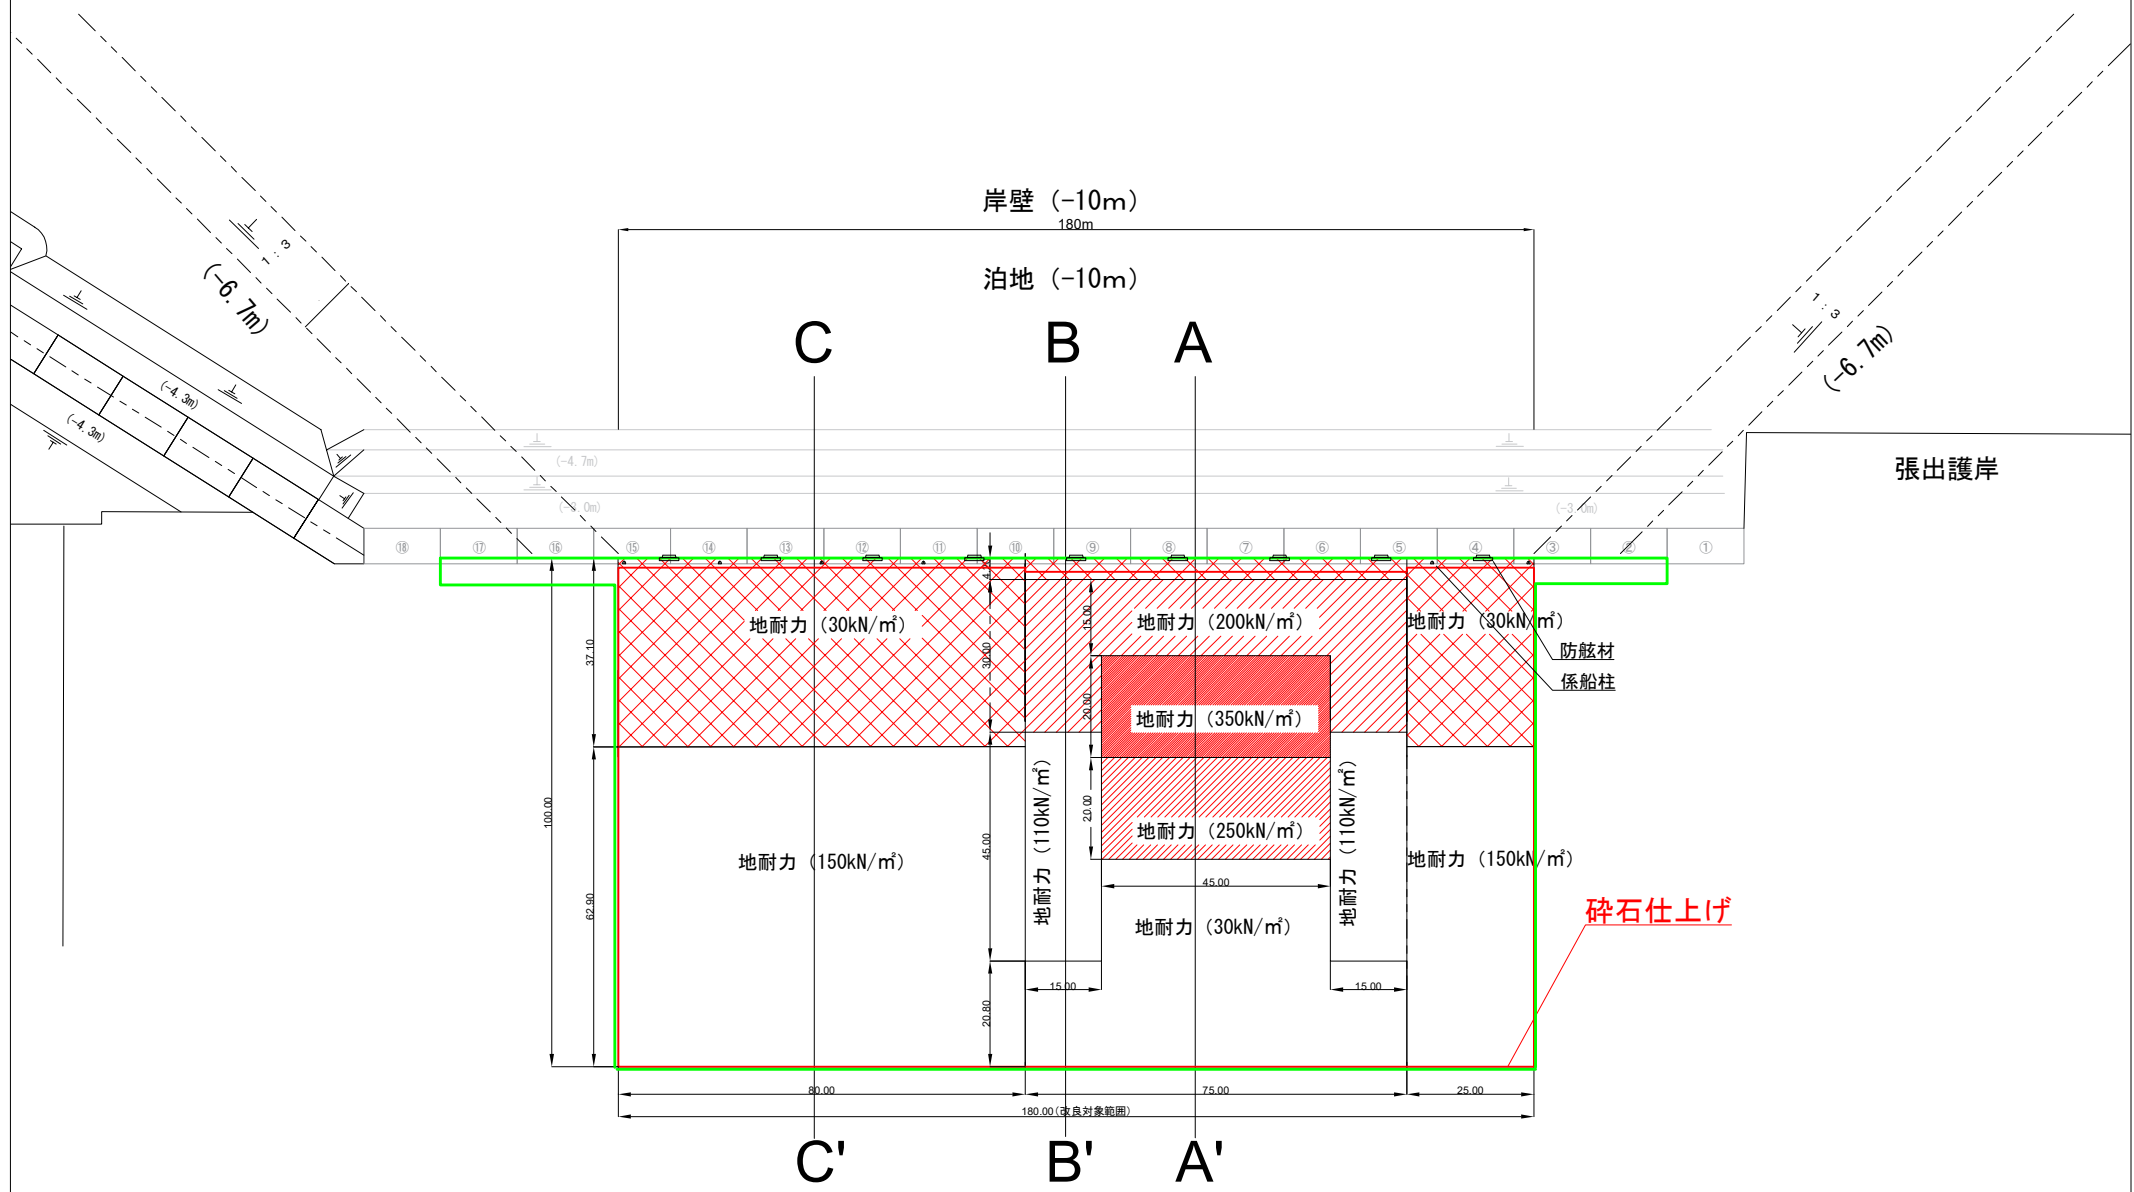 岸壁（-10m）
180m
泊地（-10m）
1：3
(-6.7m)
1：3
(-6.7m)
C
B
A
(-4.3m)
(-4.3m)
(-4.7m)
(-3.0m)
(-3.0m)
張出護岸
⑱
⑰
⑯
⑮
⑭
⑬
⑫
⑪
⑩
⑨
⑧
⑦
⑥
⑤
④
③
②
①
4.20
地耐力（30kN/㎡）
地耐力（200kN/㎡）
地耐力（30kN/㎡）
15.00
37.10
30.00
防舷材
係船柱
20.00
地耐力（350kN/㎡）
地耐力（110kN/㎡）
地耐力（110kN/㎡）
100.00
20.00
地耐力（250kN/㎡）
45.00
地耐力（150kN/㎡）
地耐力（150kN/㎡）
45.00
62.90
地耐力（30kN/㎡）
砕石仕上げ
15.00
15.00
20.80
80.00
75.00
25.00
180.00(改良対象範囲)
C'
B'
A'